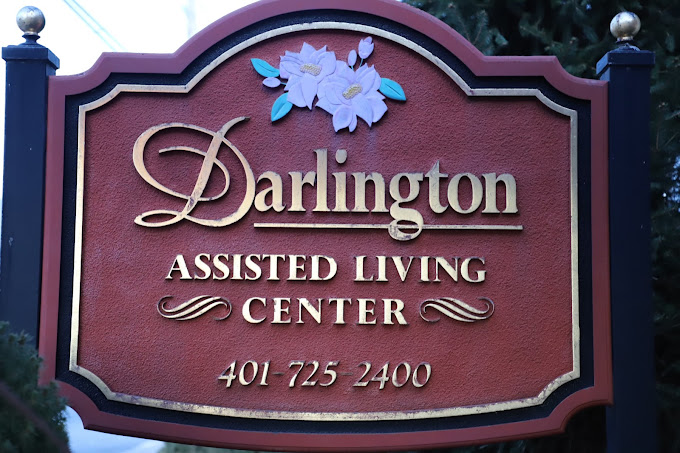 Darlington
ASSISTED LIVING
CENTER
401-725-2400